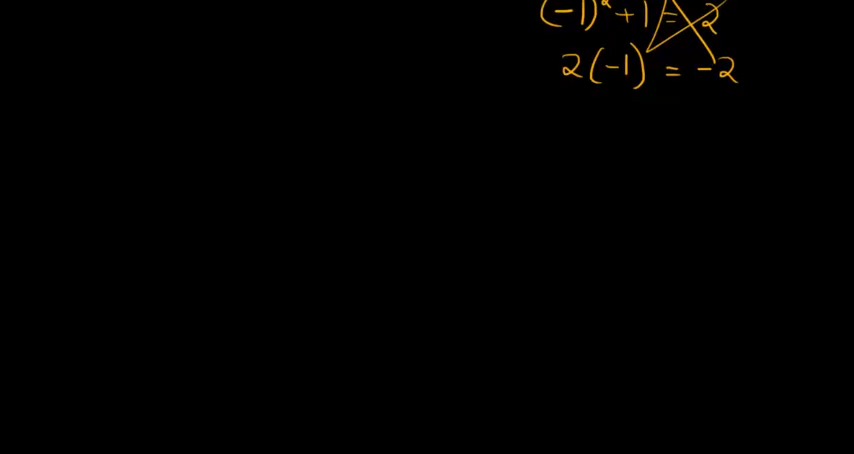 (-1)² + 1 = 2
2(-1) = -2